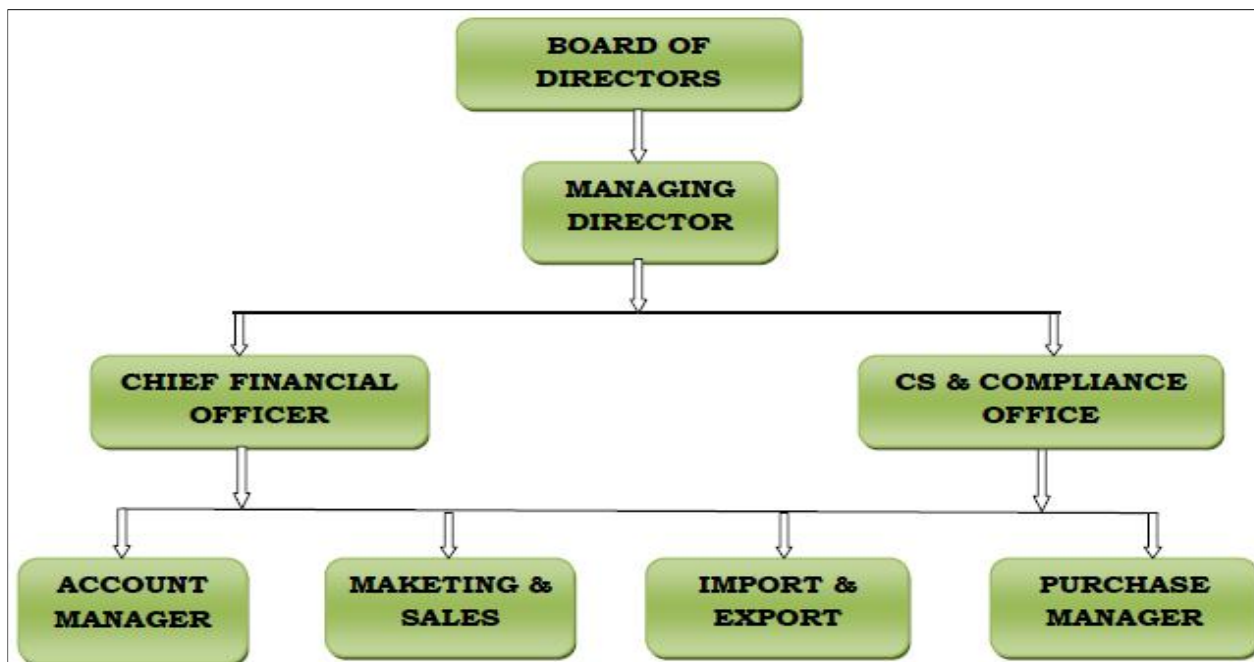 BOARD OF
DIRECTORS
MANAGING
DIRECTOR
CHIEF FINANCIAL
OFFICER
CS & COMPLIANCE
OFFICE
ACCOUNT
MANAGER
MAKETING &
SALES
IMPORT &
EXPORT
PURCHASE
MANAGER